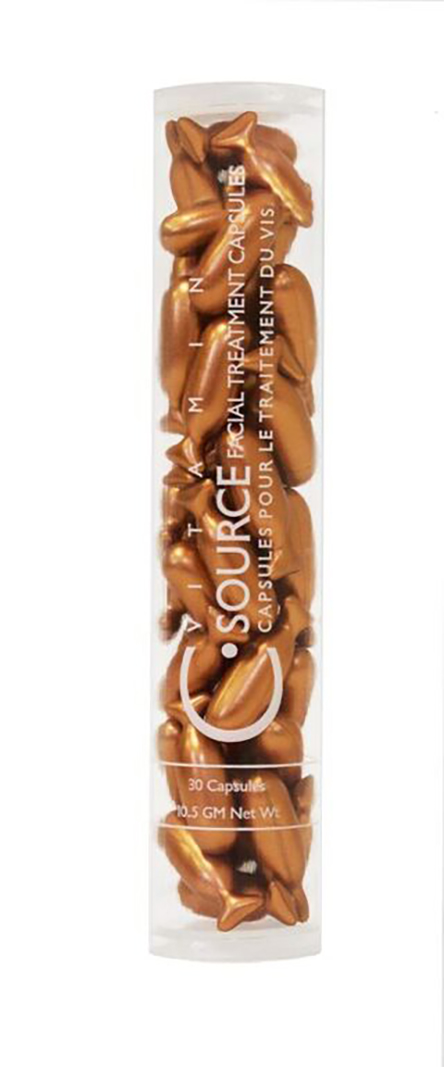 VITAMIN
C•SOURCE FACIAL TREATMENT CAPSULES
CAPSULES POUR LE TRAITEMENT DU VIS
30 Capsules
10.5 GM Net Wt